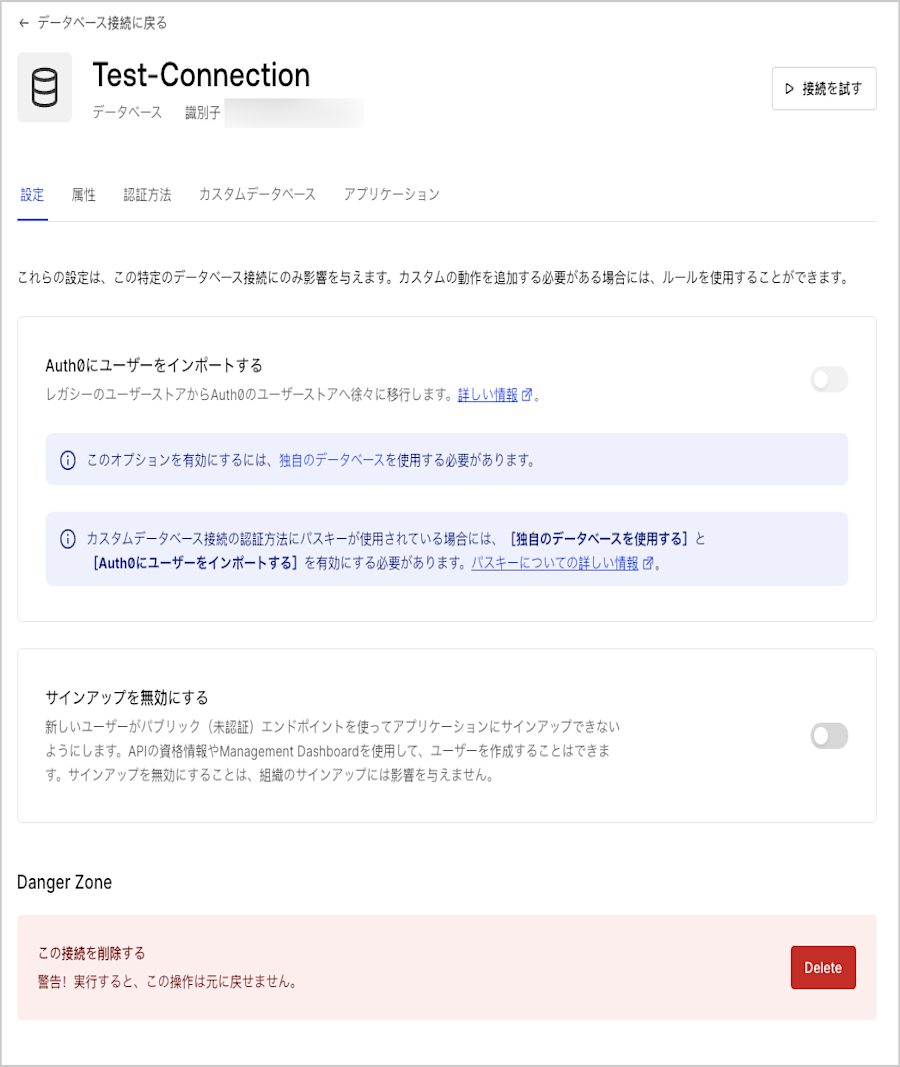 ← データベース接続に戻る
Test-Connection
データベース 識別子
接続を試す
設定 属性 認証方法 カスタムデータベース アプリケーション
これらの設定は、この特定のデータベース接続にのみ影響を与えます。カスタムの動作を追加する必要がある場合には、ルールを使用することができます。
Auth0にユーザーをインポートする
レガシーのユーザーストアからAuth0のユーザーストアへ徐々に移行します。詳しい情報。
このオプションを有効にするには、独自のデータベースを使用する必要があります。
カスタムデータベース接続の認証方法にパスキーが使用されている場合には、［独自のデータベースを使用する］と
［Auth0にユーザーをインポートする］を有効にする必要があります。パスキーについての詳しい情報。
サインアップを無効にする
新しいユーザーがパブリック（未認証）エンドポイントを使ってアプリケーションにサインアップできない
ようにします。APIの資格情報やManagement Dashboardを使用して、ユーザーを作成することはできま
す。サインアップを無効にすることは、組織のサインアップには影響を与えません。
Danger Zone
この接続を削除する
警告！実行すると、この操作は元に戻せません。
Delete